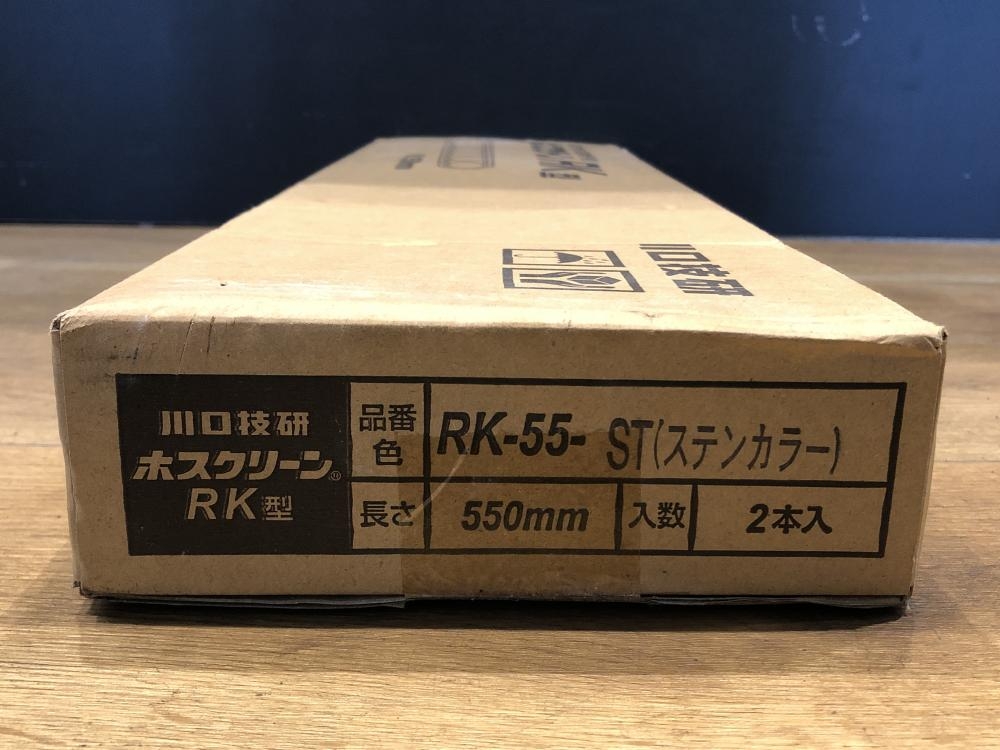 川口技研
川口技研
ホスクリーン®
RK型
品番
色
RK-55-
ST(ステンカラー)
長さ
550mm
入数
2本入